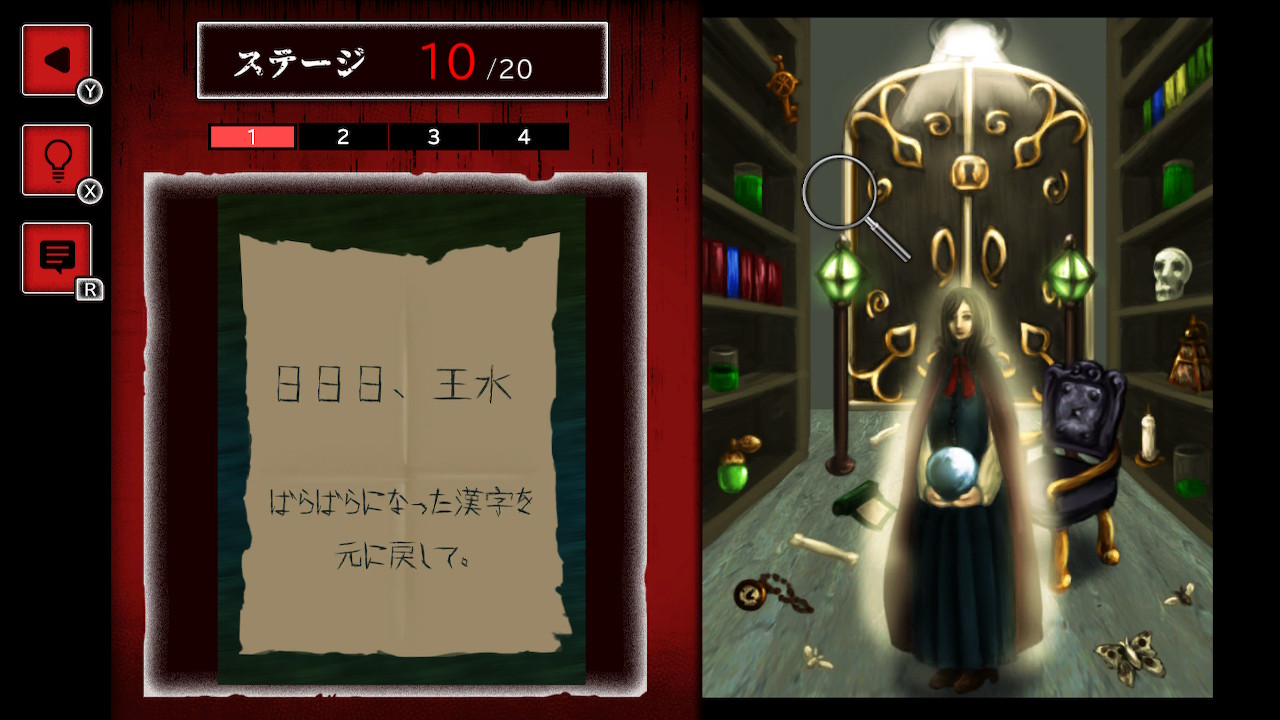 Y
X
R
ステージ 10 /20
1 2 3 4
日日日、 王水
ばらばらになった漢字を
元に戻して。